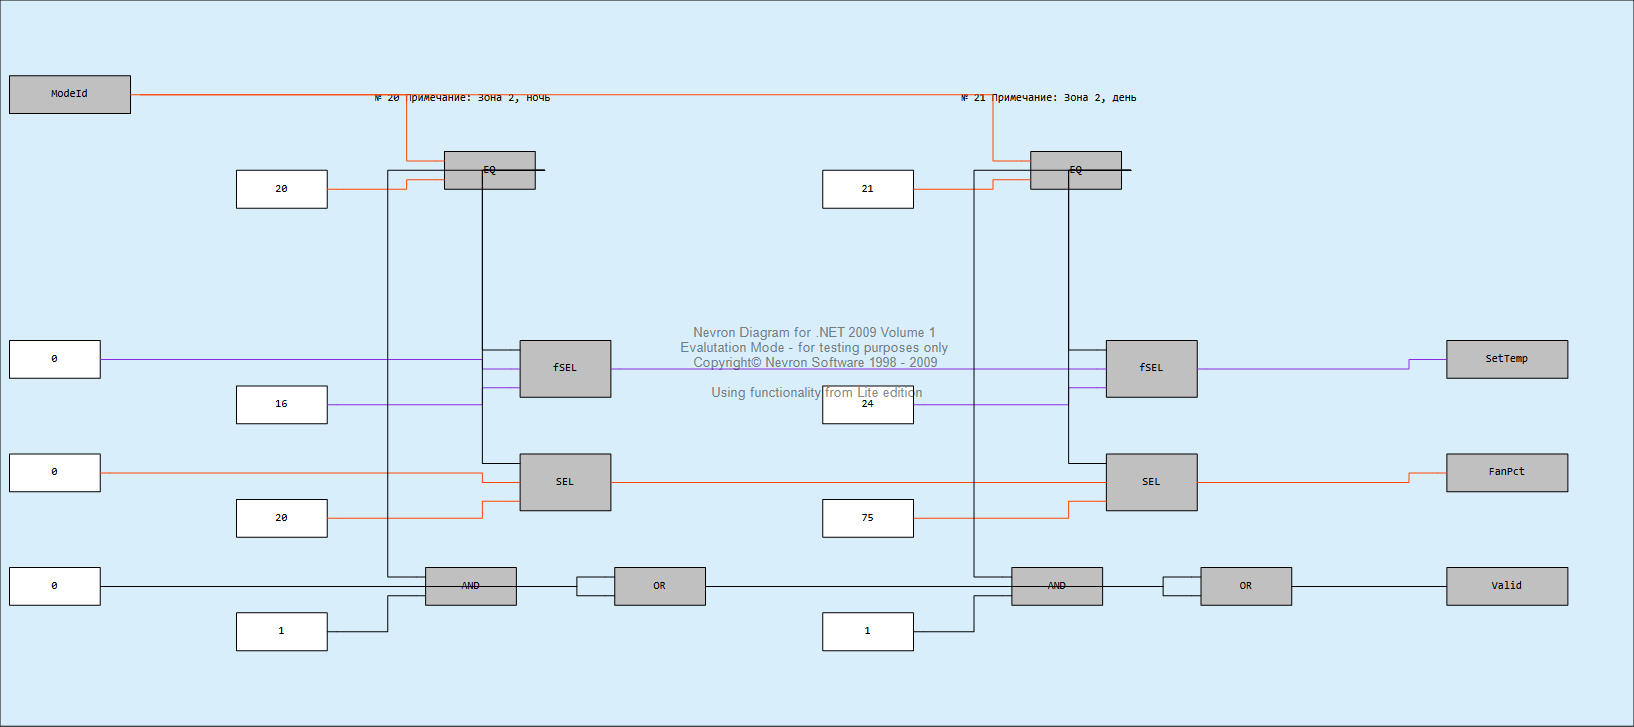 ModeId
№ 20 Примечание: Зона 2, ночь
№ 21 Примечание: Зона 2, день
EQ
EQ
20
21
Nevron Diagram for .NET 2009 Volume 1
Evalutation Mode - for testing purposes only
Copyright© Nevron Software 1998 - 2009
Using functionality from Lite edition
0
fSEL
fSEL
SetTemp
16
24
0
SEL
SEL
FanPct
20
75
0
AND
OR
AND
OR
Valid
1
1